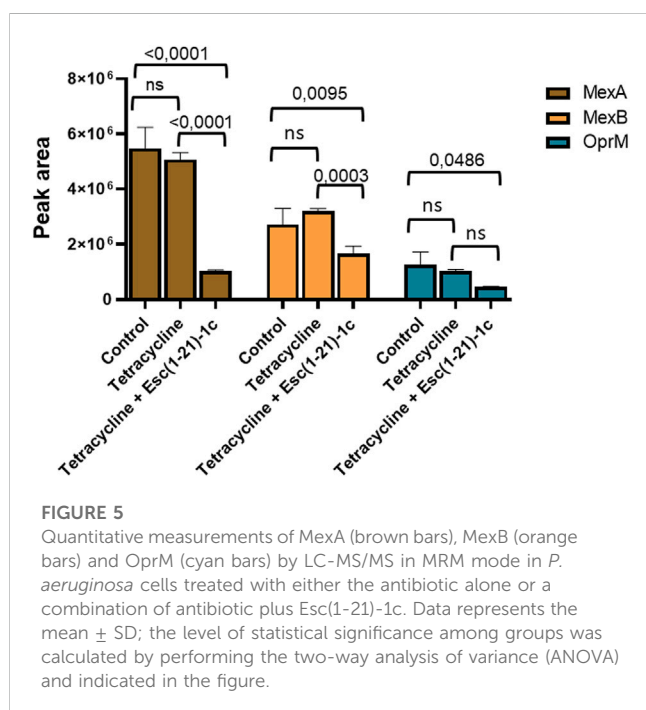 <0,0001
8×10⁶
ns
<0,0001
0,0095
MexA
MexB
OprM
6×10⁶
ns
0,0003
0,0486
Peak area
4×10⁶
ns
ns
2×10⁶
0
Control
Tetracycline
Tetracycline + Esc(1-21)-1c
Control
Tetracycline
Tetracycline + Esc(1-21)-1c
Control
Tetracycline
Tetracycline + Esc(1-21)-1c
FIGURE 5
Quantitative measurements of MexA (brown bars), MexB (orange
bars) and OprM (cyan bars) by LC-MS/MS in MRM mode in P.
aeruginosa cells treated with either the antibiotic alone or a
combination of antibiotic plus Esc(1-21)-1c. Data represents the
mean ± SD; the level of statistical significance among groups was
calculated by performing the two-way analysis of variance (ANOVA)
and indicated in the figure.